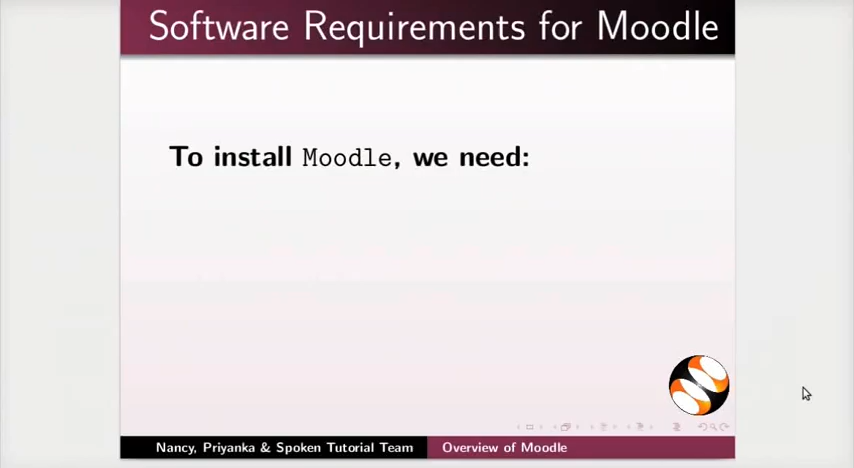 Software Requirements for Moodle
To install Moodle, we need:
Nancy, Priyanka & Spoken Tutorial Team Overview of Moodle